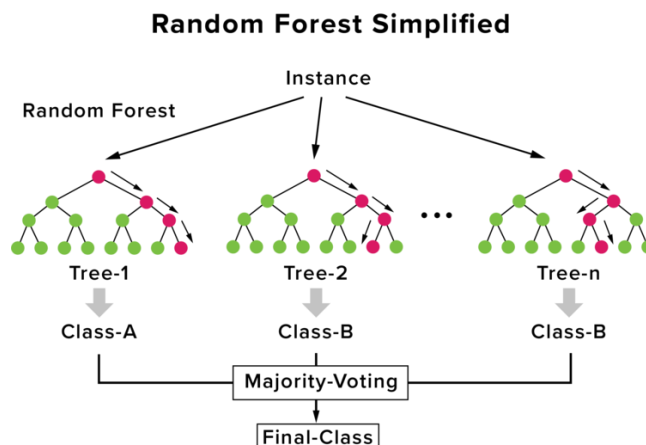 Random Forest Simplified
Instance
Random Forest
Tree-1
Tree-2
Tree-n
Class-A
Class-B
Class-B
Majority-Voting
Final-Class